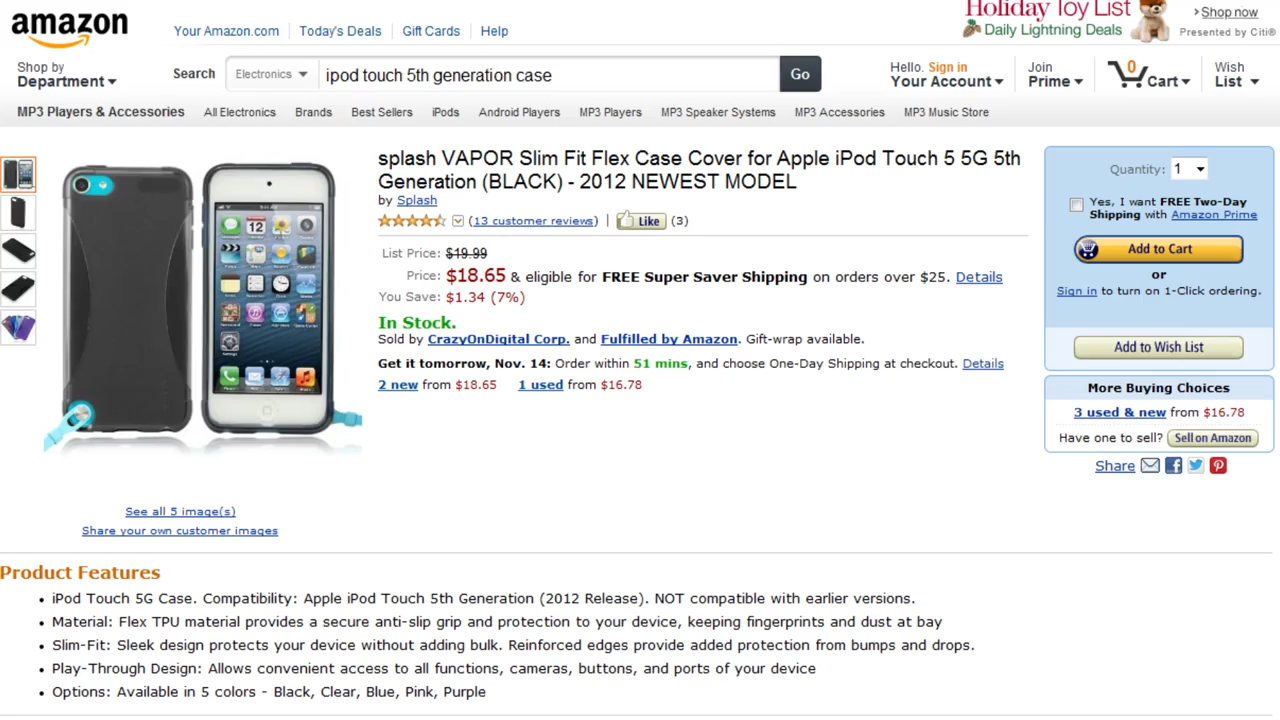 amazon
Your Amazon.com | Today's Deals | Gift Cards | Help
Holiday Toy List
Daily Lightning Deals
Shop now
Presented by Citi®
Shop by
Department
Search
Electronics
ipod touch 5th generation case
Go
Hello. Sign in
Your Account
Join
Prime
0
Cart
Wish
List
MP3 Players & Accessories All Electronics Brands Best Sellers iPods Android Players MP3 Players MP3 Speaker Systems MP3 Accessories MP3 Music Store
splash VAPOR Slim Fit Flex Case Cover for Apple iPod Touch 5 5G 5th
Generation (BLACK) - 2012 NEWEST MODEL
by Splash
(13 customer reviews) | Like (3)
List Price: $19.99
Price: $18.65 & eligible for FREE Super Saver Shipping on orders over $25. Details
You Save: $1.34 (7%)
In Stock.
Sold by CrazyOnDigital Corp. and Fulfilled by Amazon. Gift-wrap available.
Get it tomorrow, Nov. 14: Order within 51 mins, and choose One-Day Shipping at checkout. Details
2 new from $18.65 1 used from $16.78
Quantity: 1
Yes, I want FREE Two-Day
Shipping with Amazon Prime
Add to Cart
or
Sign in to turn on 1-Click ordering.
Add to Wish List
More Buying Choices
3 used & new from $16.78
Have one to sell? Sell on Amazon
Share
12
See all 5 image(s)
Share your own customer images
Product Features
• iPod Touch 5G Case. Compatibility: Apple iPod Touch 5th Generation (2012 Release). NOT compatible with earlier versions.
• Material: Flex TPU material provides a secure anti-slip grip and protection to your device, keeping fingerprints and dust at bay
• Slim-Fit: Sleek design protects your device without adding bulk. Reinforced edges provide added protection from bumps and drops.
• Play-Through Design: Allows convenient access to all functions, cameras, buttons, and ports of your device
• Options: Available in 5 colors - Black, Clear, Blue, Pink, Purple